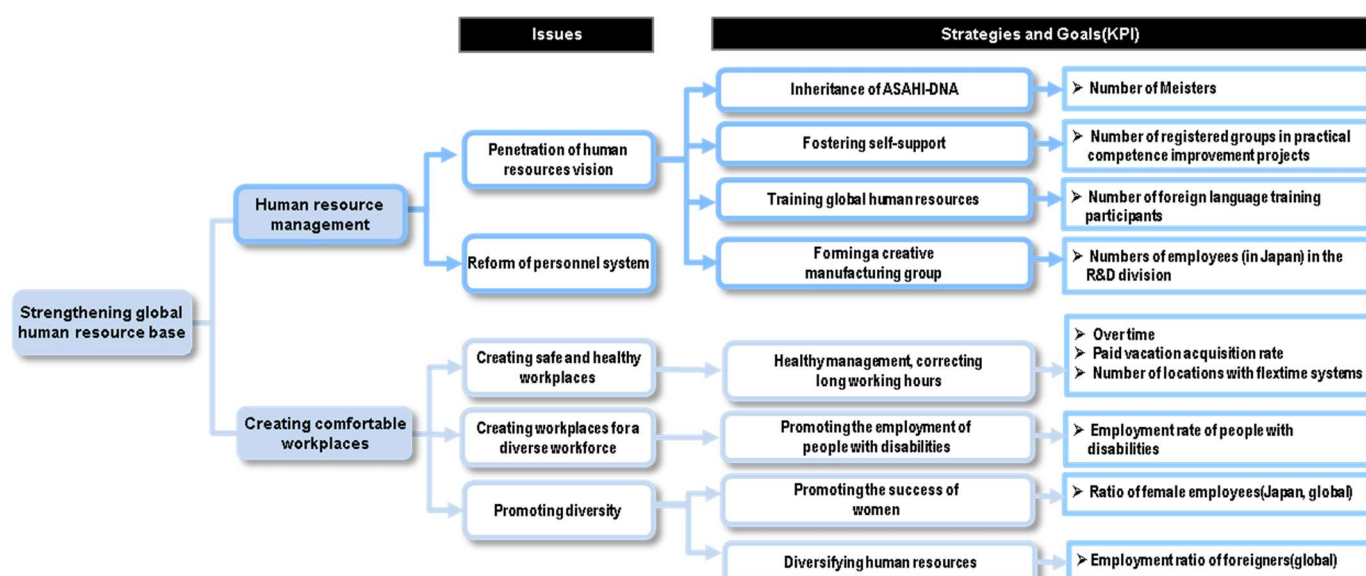 Issues
Strategies and Goals(KPI)
Strengthening global
human resource base
Human resource
management
Penetration of human
resources vision
Inheritance of ASAHI-DNA
➢ Number of Meisters
Fostering self-support
➢ Number of registered groups in practical
competence improvement projects
Training global human resources
➢ Number of foreign language training
participants
Forming a creative
manufacturing group
➢ Numbers of employees (in Japan) in the
R&D division
Reform of personnel system
Creating comfortable
workplaces
Creating safe and healthy
workplaces
Healthy management, correcting
long working hours
➢ Over time
➢ Paid vacation acquisition rate
➢ Number of locations with flextime systems
Creating workplaces for a
diverse workforce
Promoting the employment of
people with disabilities
➢ Employment rate of people with
disabilities
Promoting diversity
Promoting the success of
women
➢ Ratio of female employees(Japan, global)
Diversifying human resources
➢ Employment ratio of foreigners(global)